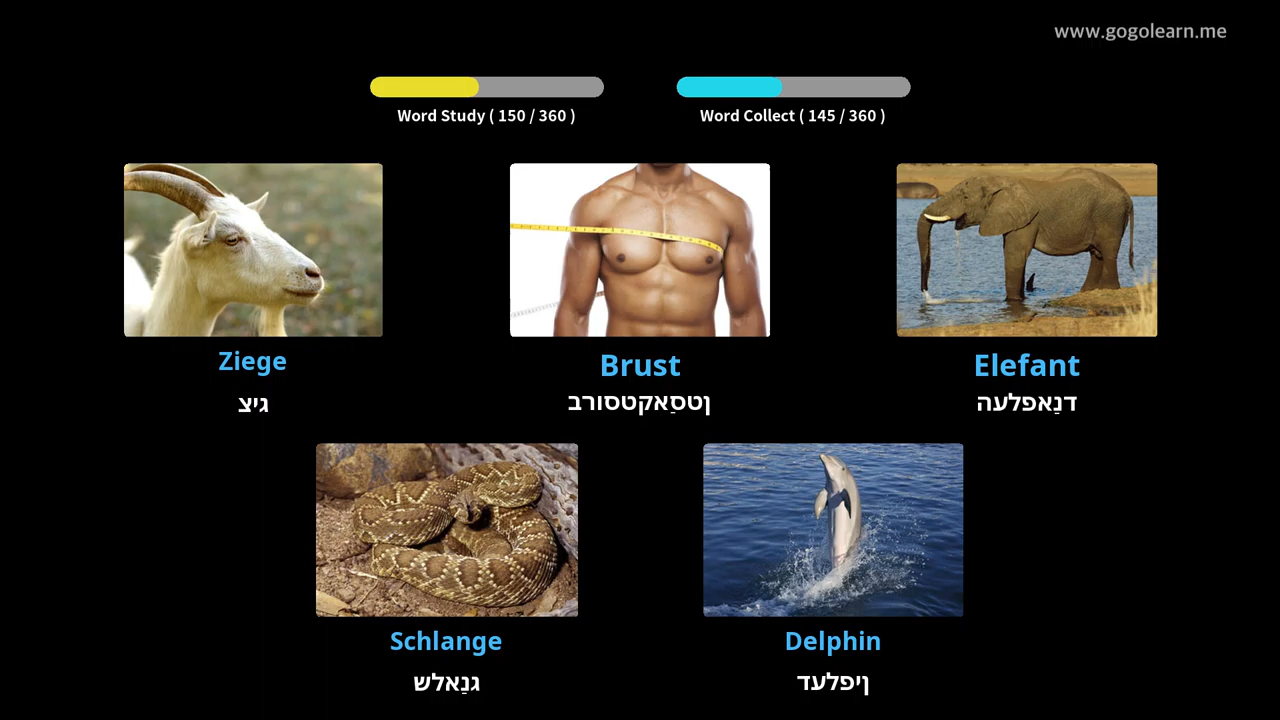 www.gogolearn.me
Word Study ( 150 / 360 )
Word Collect ( 145 / 360 )
Ziege
גיצ
Brust
ןטסַאקטסורב
Elefant
דנַאפלעה
Schlange
גנַאלש
Delphin
ןיפלעד